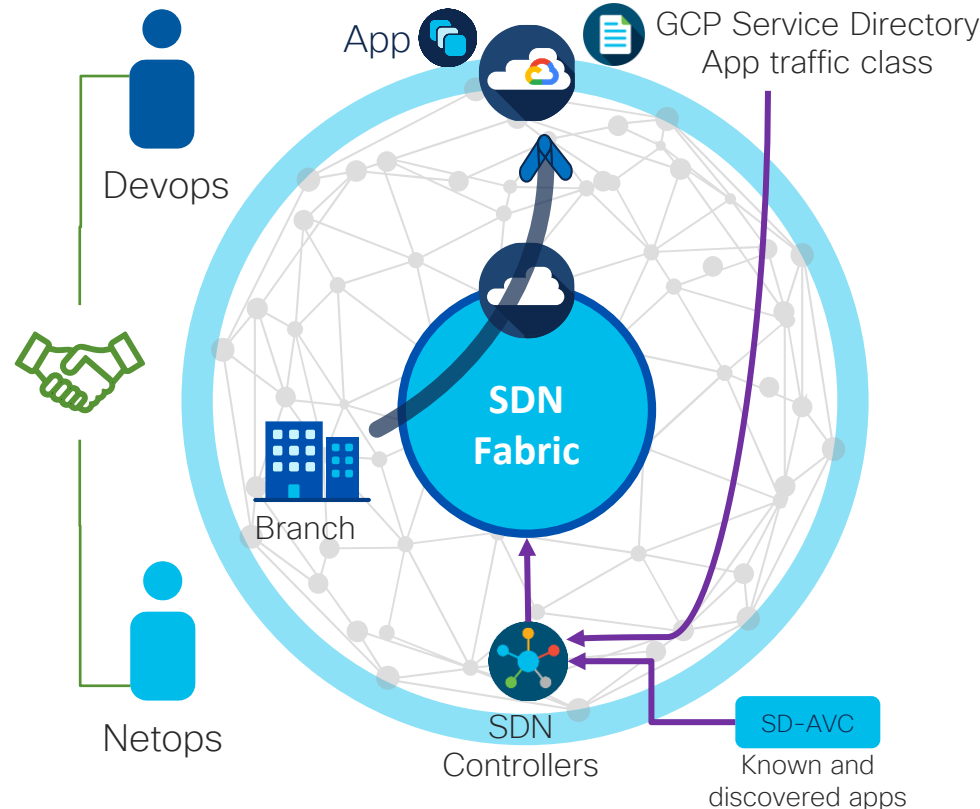 App
GCP Service Directory
App traffic class
Devops
SDN
Fabric
Branch
Netops
SDN
Controllers
SD-AVC
Known and
discovered apps